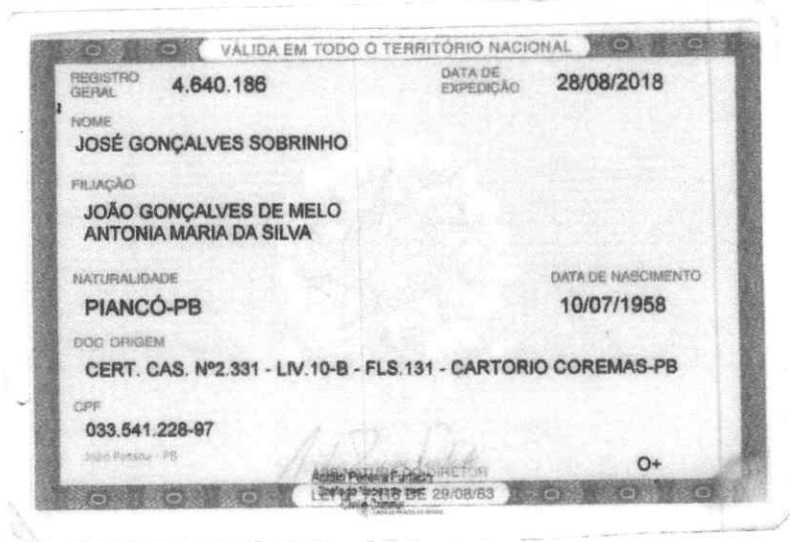 VÁLIDA EM TODO O TERRITÓRIO NACIONAL
REGISTRO GERAL 4.640.186 DATA DE EXPEDIÇÃO 28/08/2018
NOME
JOSÉ GONÇALVES SOBRINHO
FILIAÇÃO
JOÃO GONÇALVES DE MELO
ANTONIA MARIA DA SILVA
NATURALIDADE DATA DE NASCIMENTO
PIANCÓ-PB 10/07/1958
DOC ORIGEM
CERT. CAS. Nº2.331 - LIV.10-B - FLS.131 - CARTORIO COREMAS-PB
CPF
033.541.228-97
João Pessoa - PB
O+
ASSINATURA DO DIRETOR
LEI Nº 7.116 DE 29/08/83